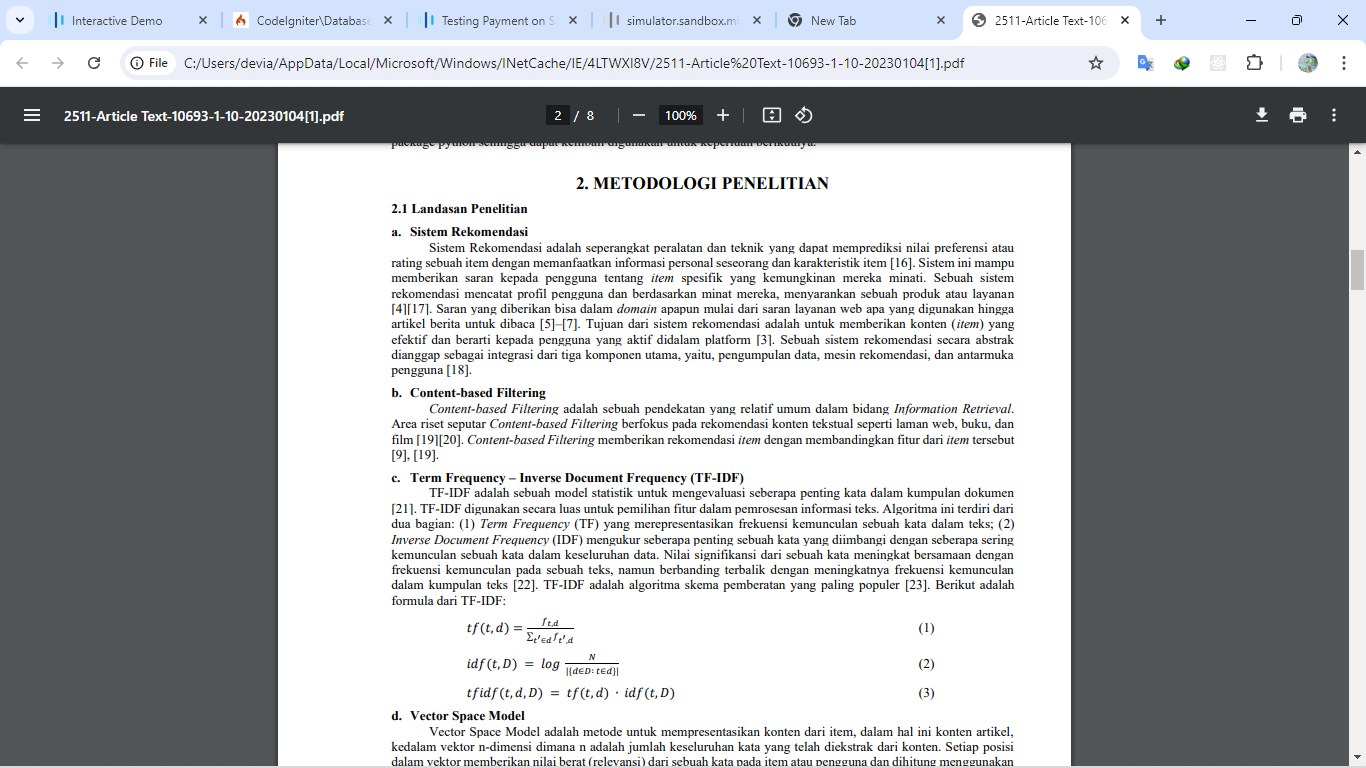 Interactive Demo
CodeIgniter\Database
Testing Payment on S
simulator.sandbox.mi
New Tab
2511-Article Text-106
File
C:/Users/devia/AppData/Local/Microsoft/Windows/INetCache/IE/4LTWXI8V/2511-Article%20Text-10693-1-10-20230104[1].pdf
2511-Article Text-10693-1-10-20230104[1].pdf
2 / 8
100%
package python sehingga dapat kembali digunakan untuk keperluan berikutnya.
2. METODOLOGI PENELITIAN
2.1 Landasan Penelitian
a. Sistem Rekomendasi
Sistem Rekomendasi adalah seperangkat peralatan dan teknik yang dapat memprediksi nilai preferensi atau
rating sebuah item dengan memanfaatkan informasi personal seseorang dan karakteristik item [16]. Sistem ini mampu
memberikan saran kepada pengguna tentang item spesifik yang kemungkinan mereka minati. Sebuah sistem
rekomendasi mencatat profil pengguna dan berdasarkan minat mereka, menyarankan sebuah produk atau layanan
[4][17]. Saran yang diberikan bisa dalam domain apapun mulai dari saran layanan web apa yang digunakan hingga
artikel berita untuk dibaca [5]–[7]. Tujuan dari sistem rekomendasi adalah untuk memberikan konten (item) yang
efektif dan berarti kepada pengguna yang aktif didalam platform [3]. Sebuah sistem rekomendasi secara abstrak
dianggap sebagai integrasi dari tiga komponen utama, yaitu, pengumpulan data, mesin rekomendasi, dan antarmuka
pengguna [18].
b. Content-based Filtering
Content-based Filtering adalah sebuah pendekatan yang relatif umum dalam bidang Information Retrieval.
Area riset seputar Content-based Filtering berfokus pada rekomendasi konten tekstual seperti laman web, buku, dan
film [19][20]. Content-based Filtering memberikan rekomendasi item dengan membandingkan fitur dari item tersebut
[9], [19].
c. Term Frequency – Inverse Document Frequency (TF-IDF)
TF-IDF adalah sebuah model statistik untuk mengevaluasi seberapa penting kata dalam kumpulan dokumen
[21]. TF-IDF digunakan secara luas untuk pemilihan fitur dalam pemrosesan informasi teks. Algoritma ini terdiri dari
dua bagian: (1) Term Frequency (TF) yang merepresentasikan frekuensi kemunculan sebuah kata dalam teks; (2)
Inverse Document Frequency (IDF) mengukur seberapa penting sebuah kata yang diimbangi dengan seberapa sering
kemunculan sebuah kata dalam keseluruhan data. Nilai signifikansi dari sebuah kata meningkat bersamaan dengan
frekuensi kemunculan pada sebuah teks, namun berbanding terbalik dengan meningkatnya frekuensi kemunculan
dalam kumpulan teks [22]. TF-IDF adalah algoritma skema pembobotan yang paling populer [23]. Berikut adalah
formula dari TF-IDF:
tf(t,d) = f_{t,d} / ∑_{t′∈d} f_{t′,d} (1)
idf(t,D) = log N / |{d∈D: t∈d}| (2)
tfidf(t,d,D) = tf(t,d) · idf(t,D) (3)
d. Vector Space Model
Vector Space Model adalah metode untuk mempresentasikan konten dari item, dalam hal ini konten artikel,
kedalam vektor n-dimensi dimana n adalah jumlah keseluruhan kata yang telah diekstrak dari konten. Setiap posisi
dalam vektor memberikan nilai berat (relevansi) dari sebuah kata pada item atau pengguna dan dihitung menggunakan